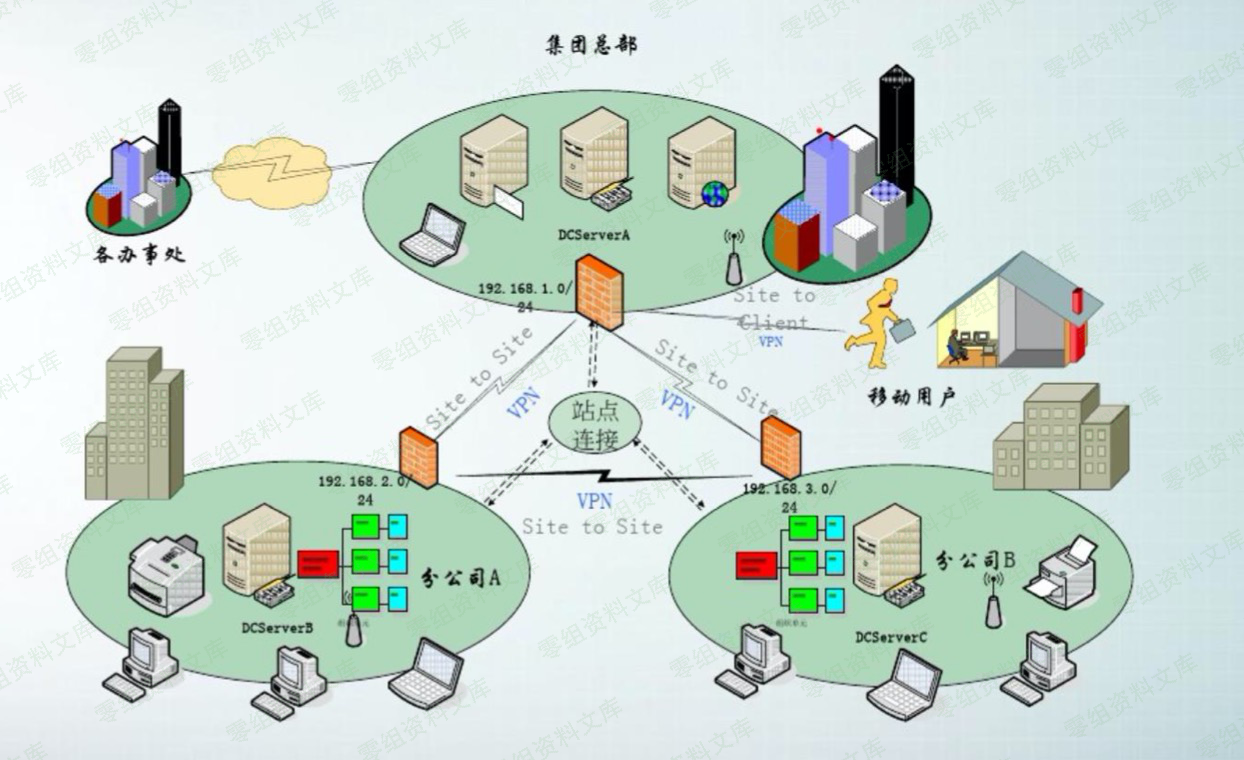 集团总部
DCServerA
各办事处
192.168.1.0/
24
Site to
Client
VPN
移动用户
Site to Site
VPN
Site to Site
VPN
站点
连接
192.168.2.0/
24
VPN
Site to Site
192.168.3.0/
24
分公司A
DCServerB
分公司B
DCServerC
零组资料文库